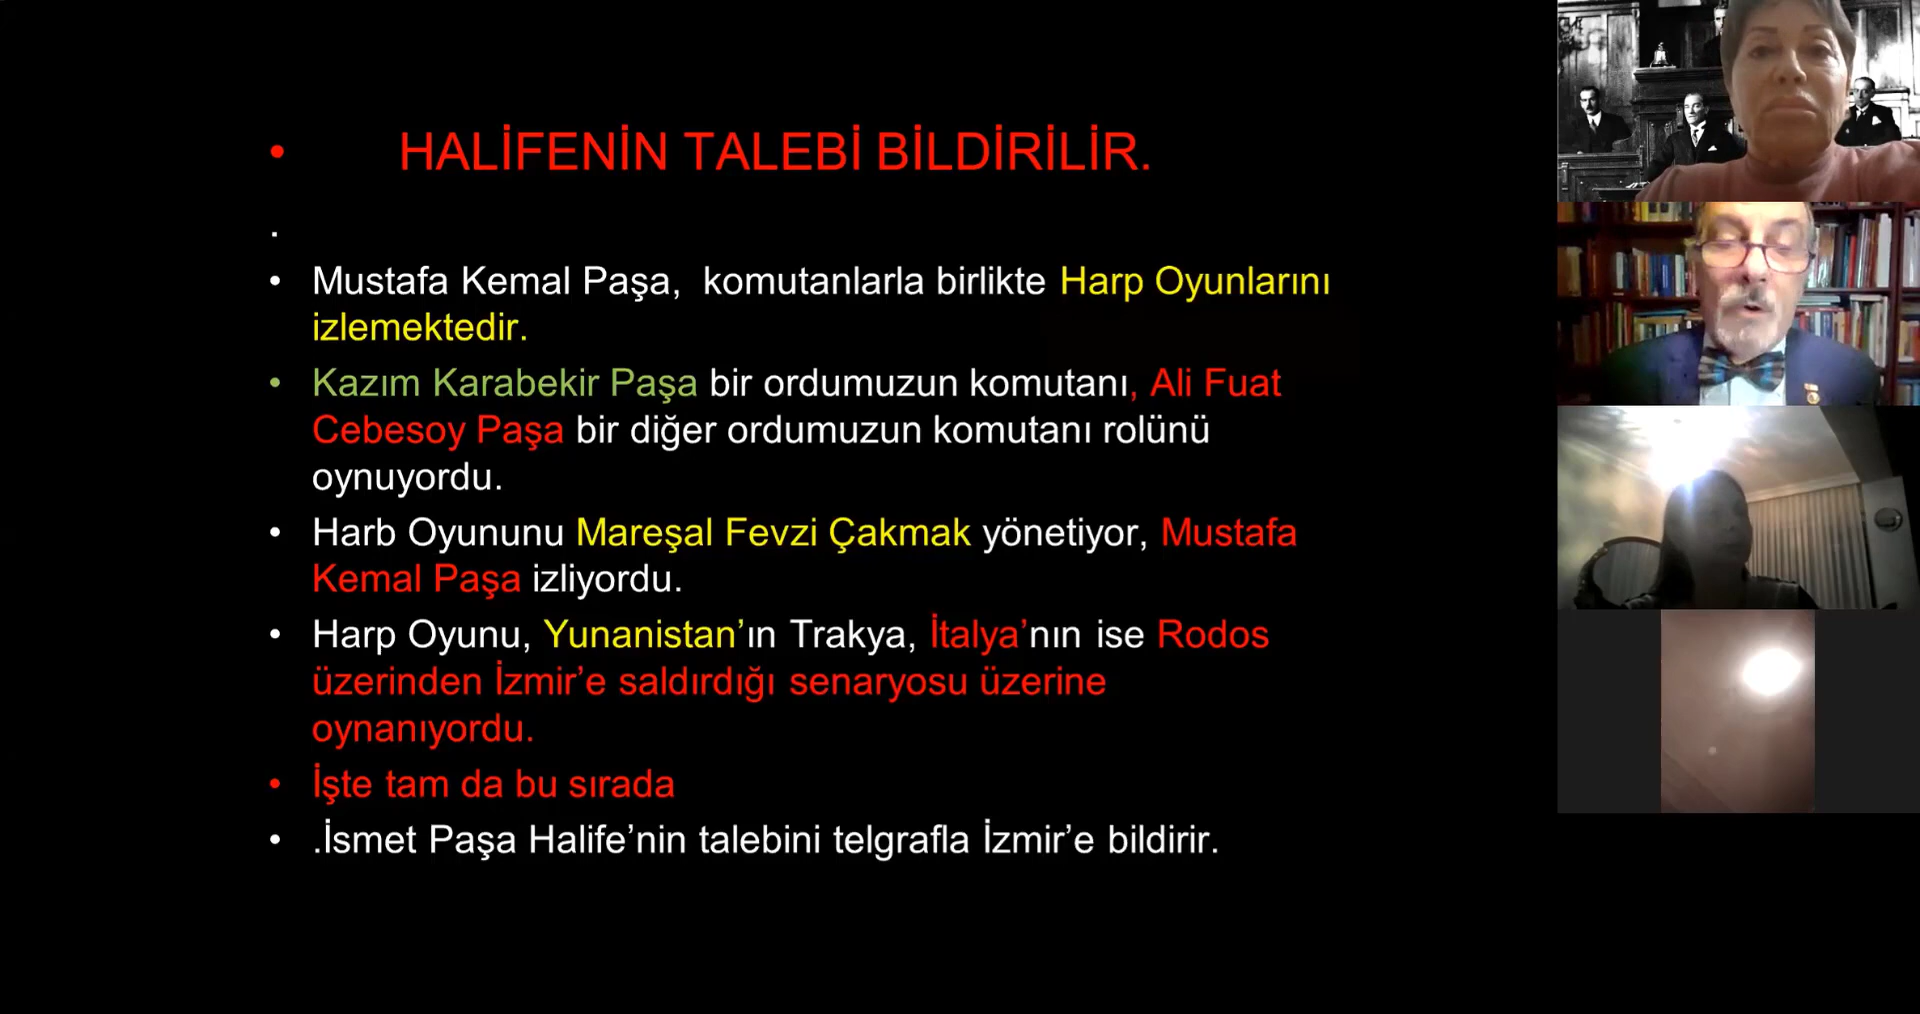 • HALİFENİN TALEBİ BİLDİRİLİR.
.
• Mustafa Kemal Paşa,  komutanlarla birlikte Harp Oyunlarını
izlemektedir.
• Kazım Karabekir Paşa bir ordumuzun komutanı, Ali Fuat
Cebesoy Paşa bir diğer ordumuzun komutanı rolünü
oynuyordu.
• Harb Oyununu Mareşal Fevzi Çakmak yönetiyor, Mustafa
Kemal Paşa izliyordu.
• Harp Oyunu, Yunanistan’ın Trakya, İtalya’nın ise Rodos
üzerinden İzmir’e saldırdığı senaryosu üzerine
oynanıyordu.
• İşte tam da bu sırada
• .İsmet Paşa Halife’nin talebini telgrafla İzmir’e bildirir.